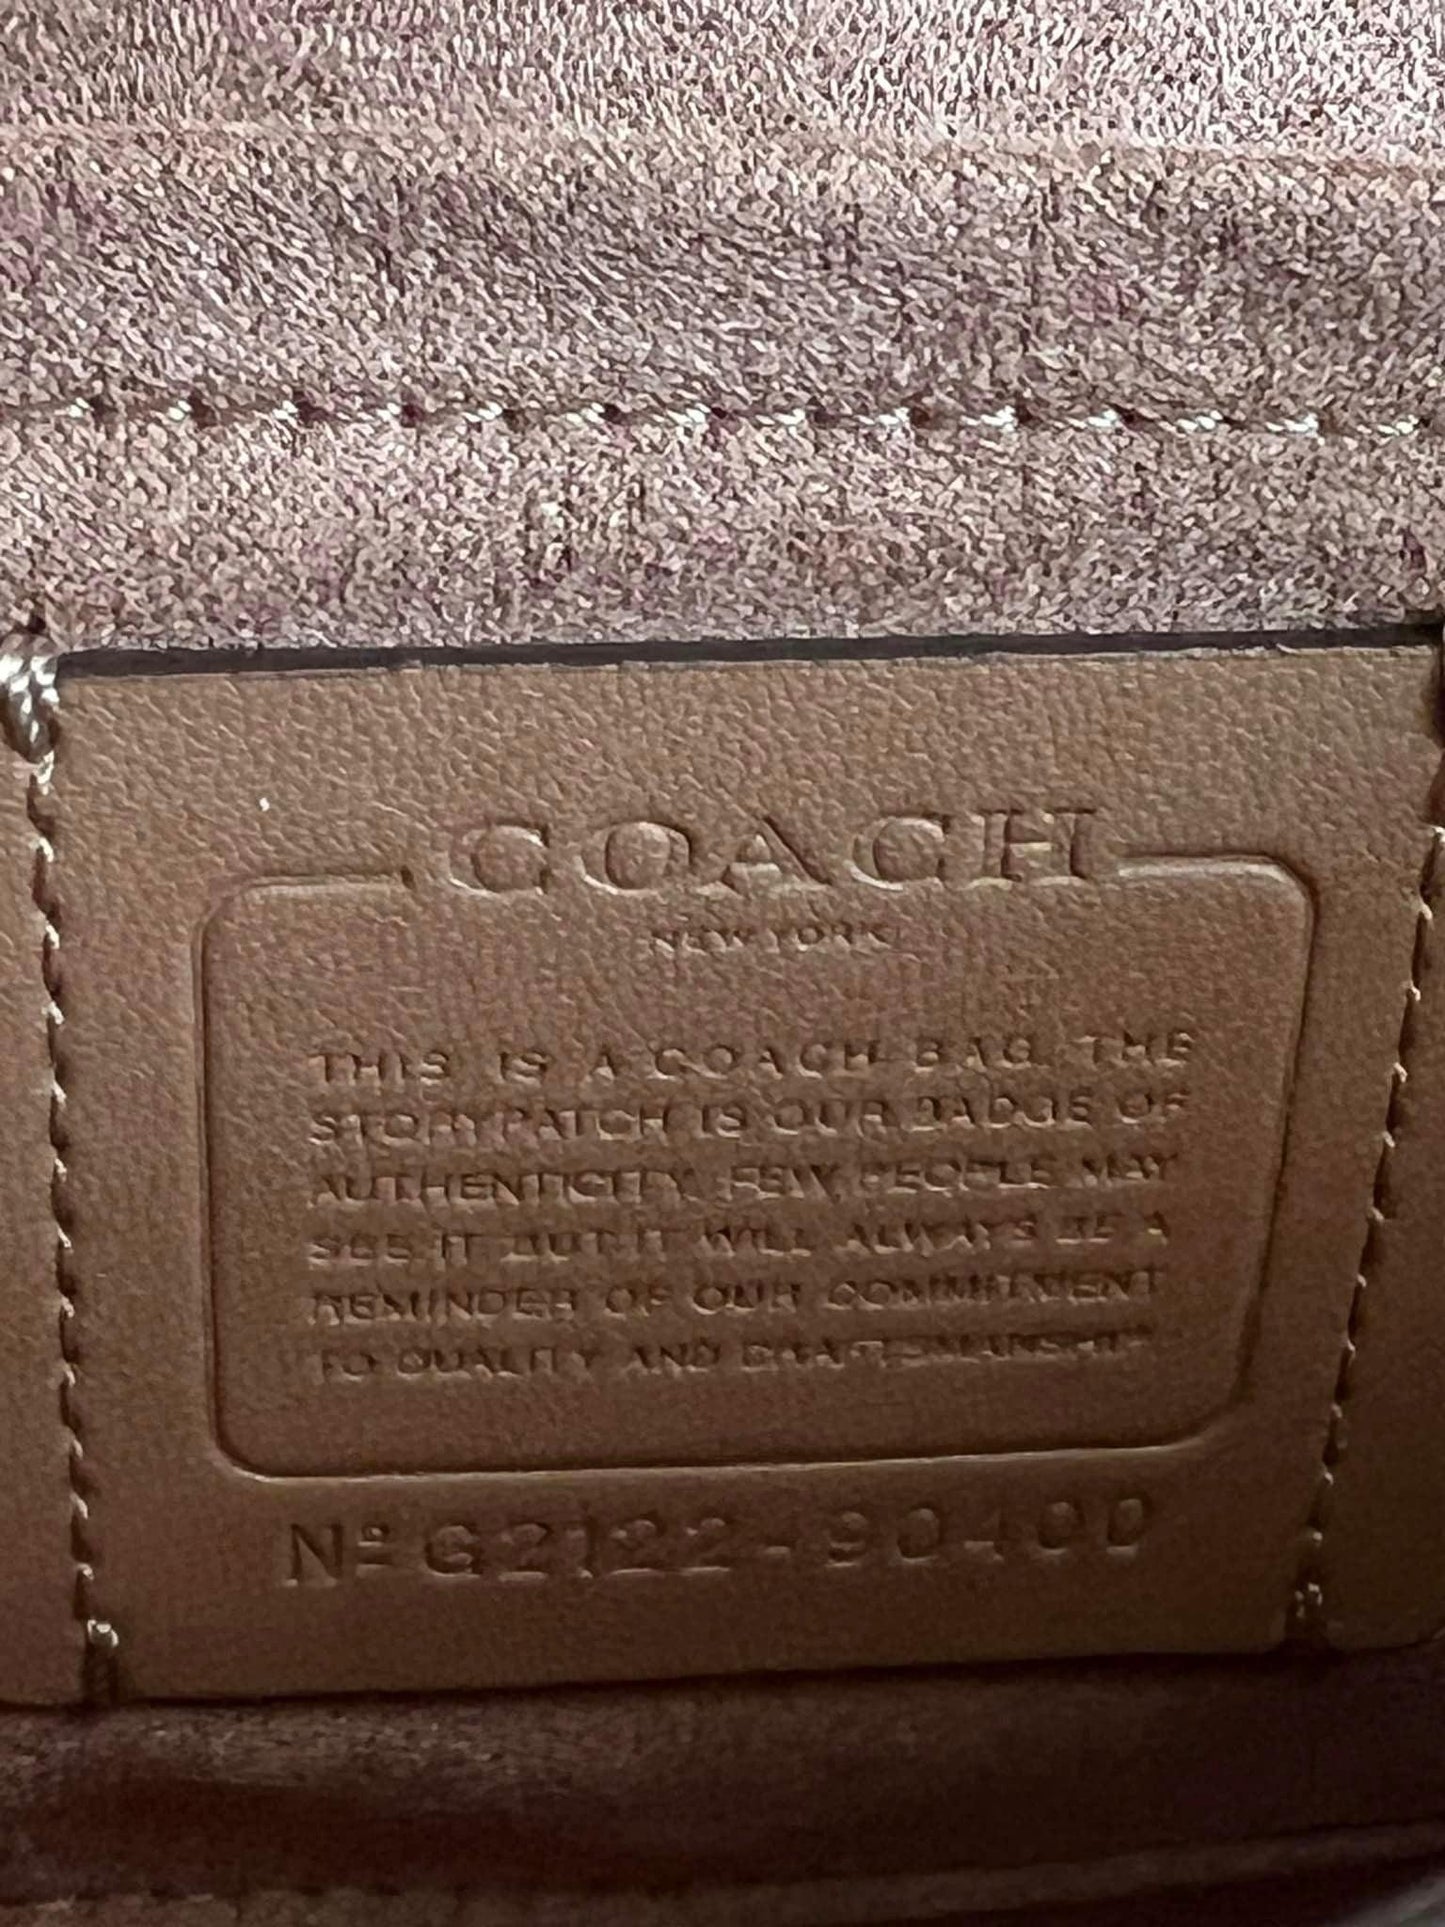 COACH
NEW YORK
THIS IS A COACH BAG. THE
STORYPATCH IS OUR BADGE OF
AUTHENTICITY. FEW PEOPLE MAY
SEE IT BUT IT WILL ALWAYS BE A
REMINDER OF OUR COMMITMENT
TO QUALITY AND CRAFTSMANSHIP.
Nº G2122-90400